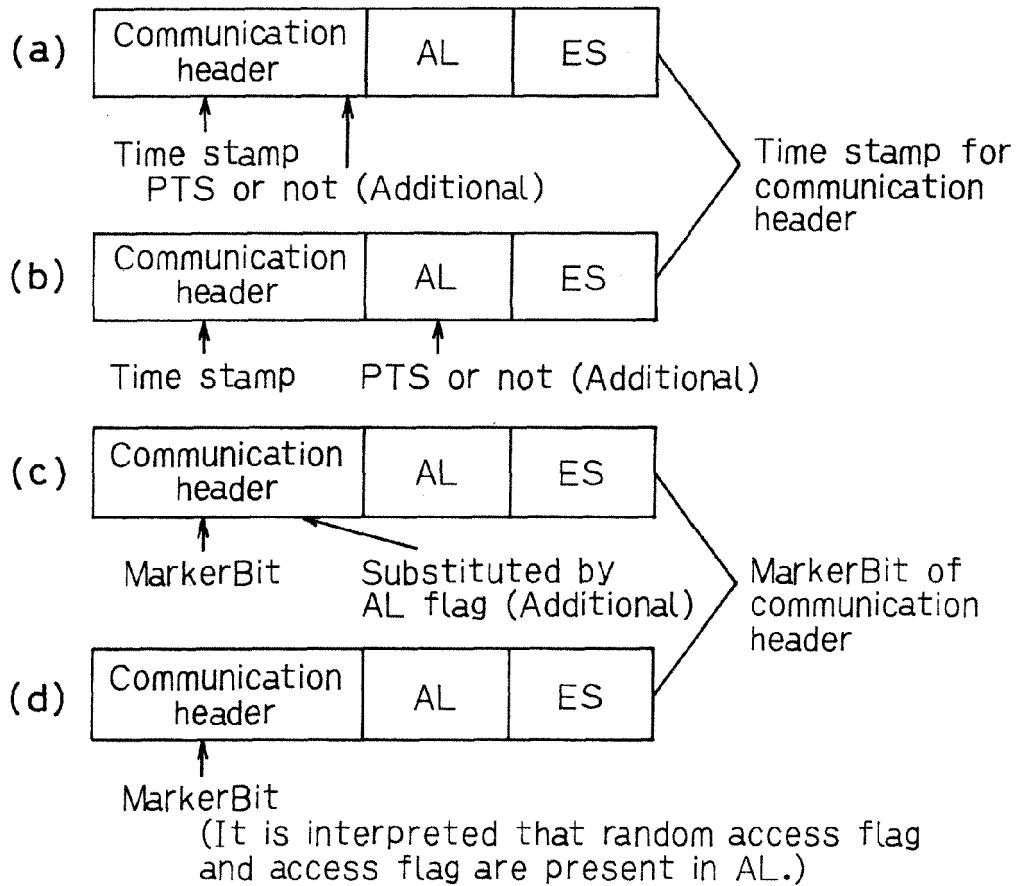 (a)
Communication
header
AL
ES
Time stamp
PTS or not (Additional)
Time stamp for
communication
header
(b)
Communication
header
AL
ES
Time stamp
PTS or not (Additional)
(c)
Communication
header
AL
ES
MarkerBit
Substituted by
AL flag (Additional)
MarkerBit of
communication
header
(d)
Communication
header
AL
ES
MarkerBit
(It is interpreted that random access flag
and access flag are present in AL.)